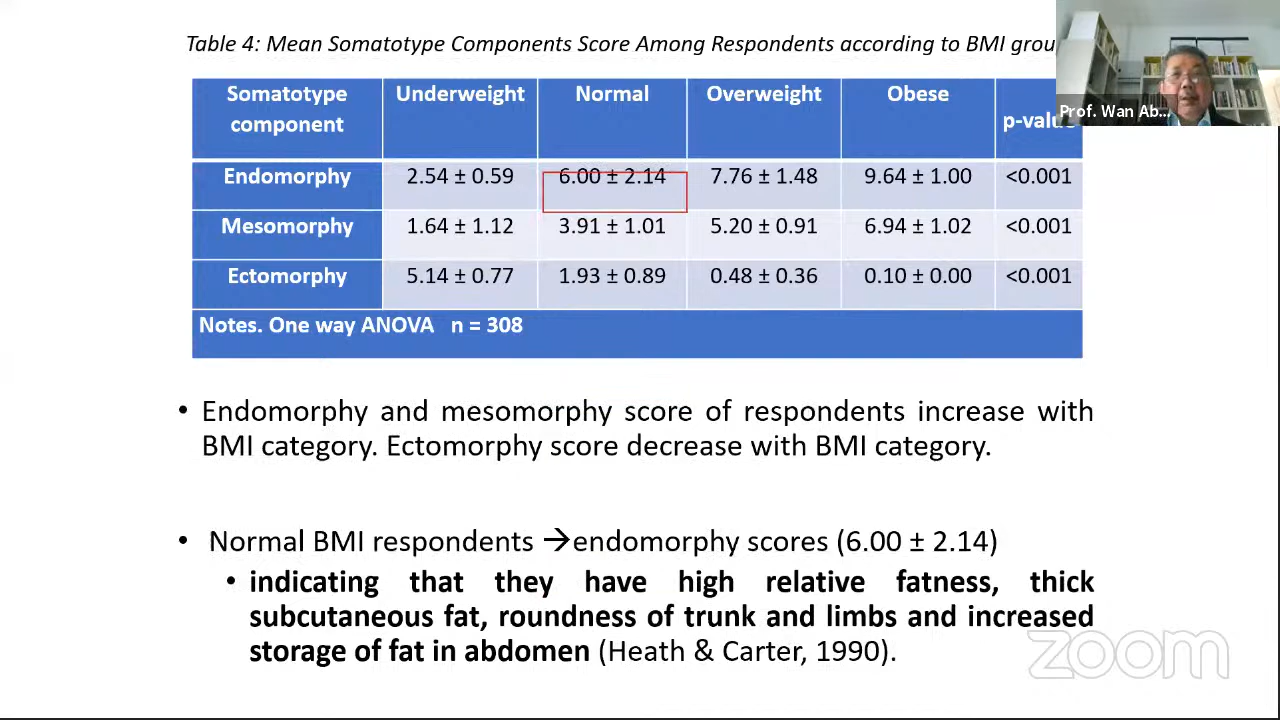 Table 4: Mean Somatotype Components Score Among Respondents according to BMI grou
Somatotype component Underweight Normal Overweight Obese p-value
Endomorphy 2.54 ± 0.59 6.00 ± 2.14 7.76 ± 1.48 9.64 ± 1.00 <0.001
Mesomorphy 1.64 ± 1.12 3.91 ± 1.01 5.20 ± 0.91 6.94 ± 1.02 <0.001
Ectomorphy 5.14 ± 0.77 1.93 ± 0.89 0.48 ± 0.36 0.10 ± 0.00 <0.001
Notes. One way ANOVA n = 308
Prof. Wan Ab...
• Endomorphy and mesomorphy score of respondents increase with
BMI category. Ectomorphy score decrease with BMI category.
• Normal BMI respondents →endomorphy scores (6.00 ± 2.14)
• indicating that they have high relative fatness, thick
subcutaneous fat, roundness of trunk and limbs and increased
storage of fat in abdomen (Heath & Carter, 1990).
zoom